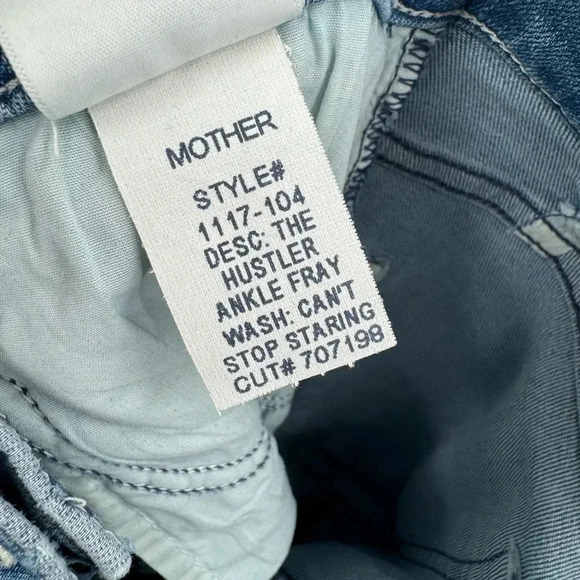 MOTHER
STYLE#
1117-104
DESC: THE
HUSTLER
ANKLE FRAY
WASH: CAN'T
STOP STARING
CUT# 707198